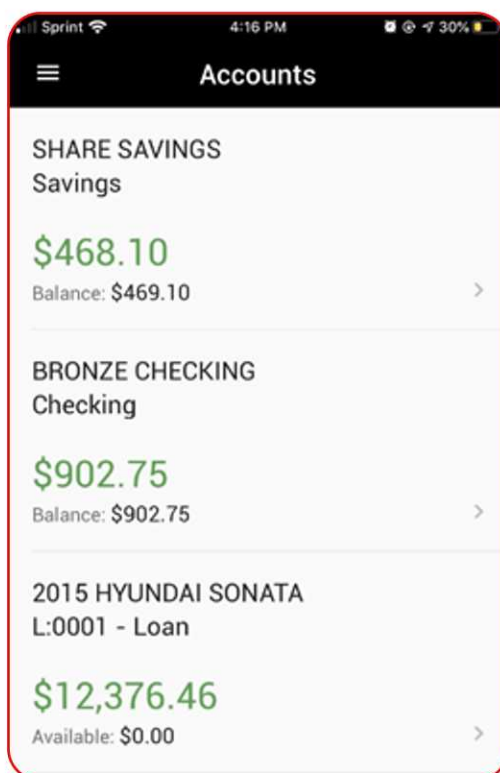 Sprint 4:16 PM 30%
Accounts
SHARE SAVINGS
Savings
$468.10
Balance: $469.10
BRONZE CHECKING
Checking
$902.75
Balance: $902.75
2015 HYUNDAI SONATA
L:0001 - Loan
$12,376.46
Available: $0.00